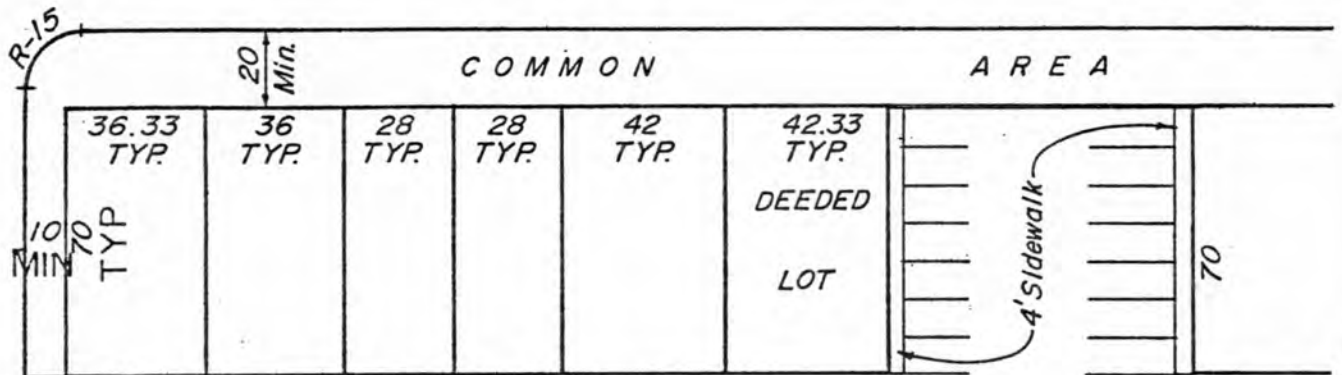 R-15
20
Min.
COMMON AREA
36.33
TYP.
36
TYP.
28
TYP.
28
TYP.
42
TYP.
42.33
TYP.
DEEDED
LOT
10
MIN
70
TYP
4' Sidewalk
70